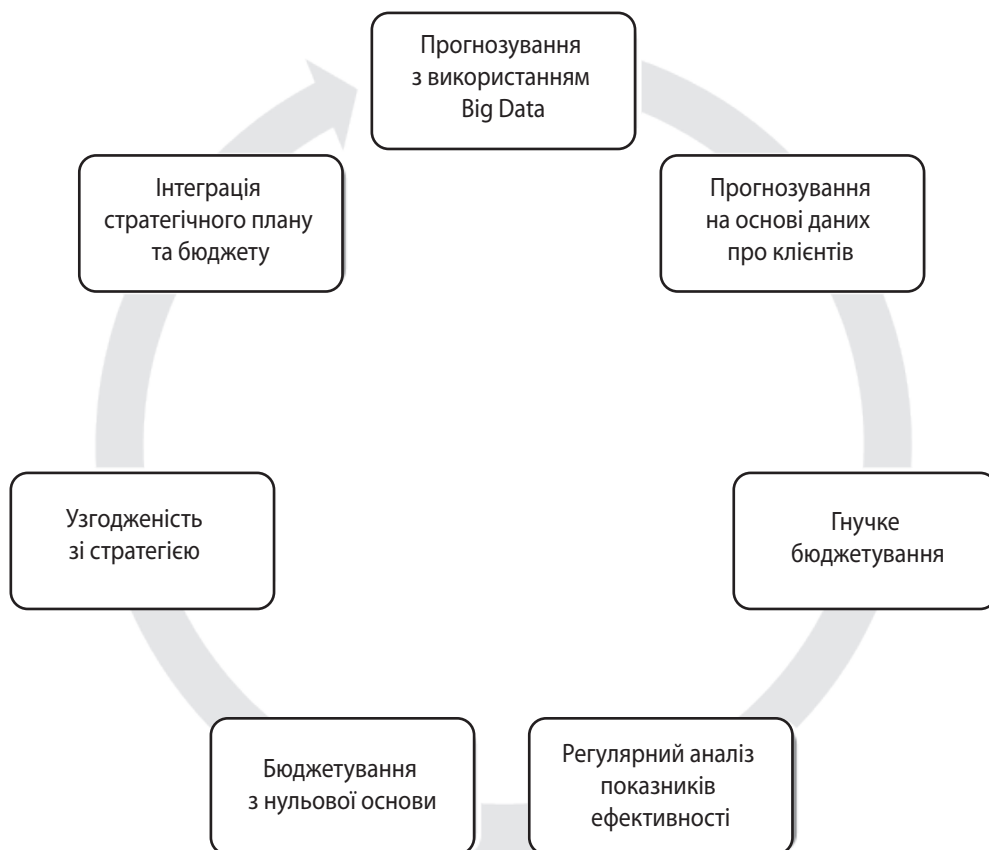 Прогнозування
з використанням
Big Data
Прогнозування
на основі даних
про клієнтів
Гнучке
бюджетування
Регулярний аналіз
показників
ефективності
Бюджетування
з нульової основи
Узгодженість
зі стратегією
Інтеграція
стратегічного плану
та бюджету